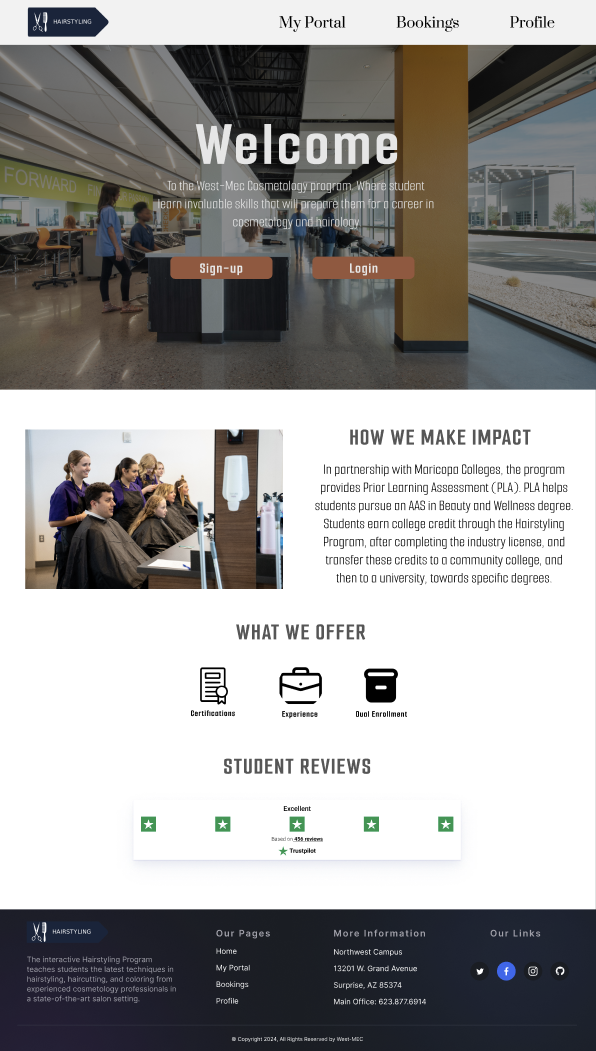 HAIRSTYLING
My Portal
Bookings
Profile
Welcome
To the West-Mec Cosmetology program. Where student
learn invaluable skills that will prepare them for a career in
cosmetology and hairology.
FORWARD
Sign-up
Login
HOW WE MAKE IMPACT
In partnership with Maricopa Colleges, the program
provides Prior Learning Assessment (PLA). PLA helps
students pursue an AAS in Beauty and Wellness degree.
Students earn college credit through the Hairstyling
Program, after completing the industry license, and
transfer these credits to a community college, and
then to a university, towards specific degrees.
WHAT WE OFFER
Certifications
Experience
Dual Enrollment
STUDENT REVIEWS
Excellent
Based on 456 reviews
Trustpilot
HAIRSTYLING
The interactive Hairstyling Program
teaches students the latest techniques in
hairstyling, haircutting, and coloring from
experienced cosmetology professionals in
a state-of-the-art salon setting.
Our Pages
Home
My Portal
Bookings
Profile
More Information
Northwest Campus
13201 W. Grand Avenue
Surprise, AZ 85374
Main Office: 623.877.6914
Our Links
© Copyright 2024, All Rights Reserved by West-MEC